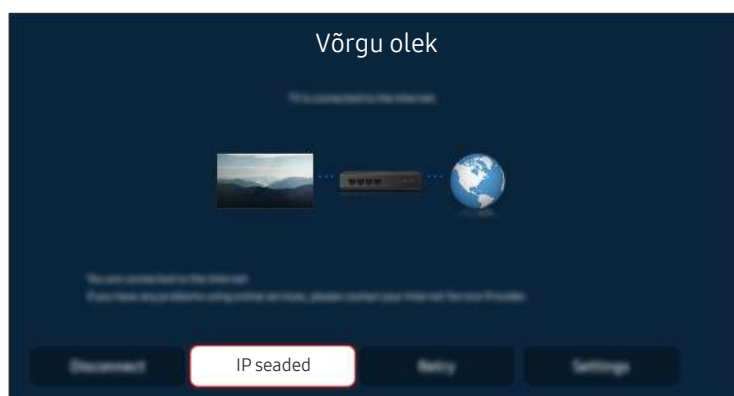 Võrgu olek
TV is connected to the Internet.
You are connected to the Internet.
If you have any problems using online services, please contact your Internet Service Provider.
Disconnect
IP seaded
Retry
Settings